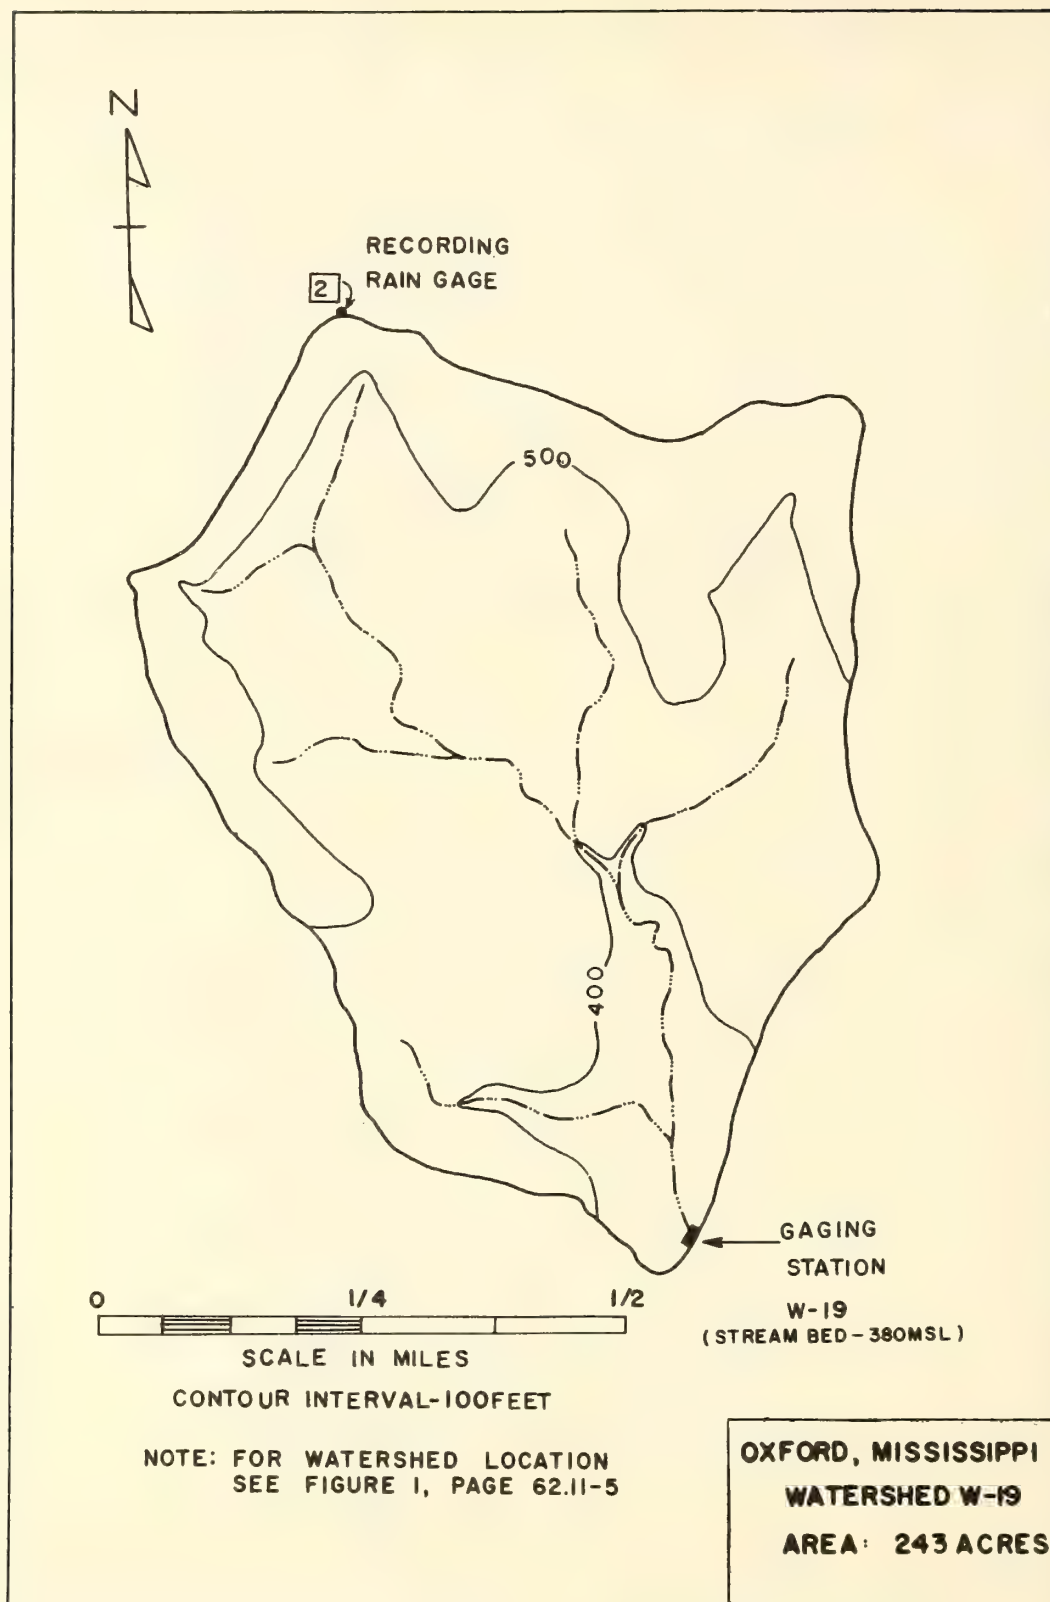 N
RECORDING
2 RAIN GAGE
500
400
GAGING
STATION
W-19
(STREAM BED-380MSL)
0 1/4 1/2
SCALE IN MILES
CONTOUR INTERVAL-100FEET
NOTE: FOR WATERSHED LOCATION
SEE FIGURE 1, PAGE 62.11-5
OXFORD, MISSISSIPPI
WATERSHED W-19
AREA: 243 ACRES